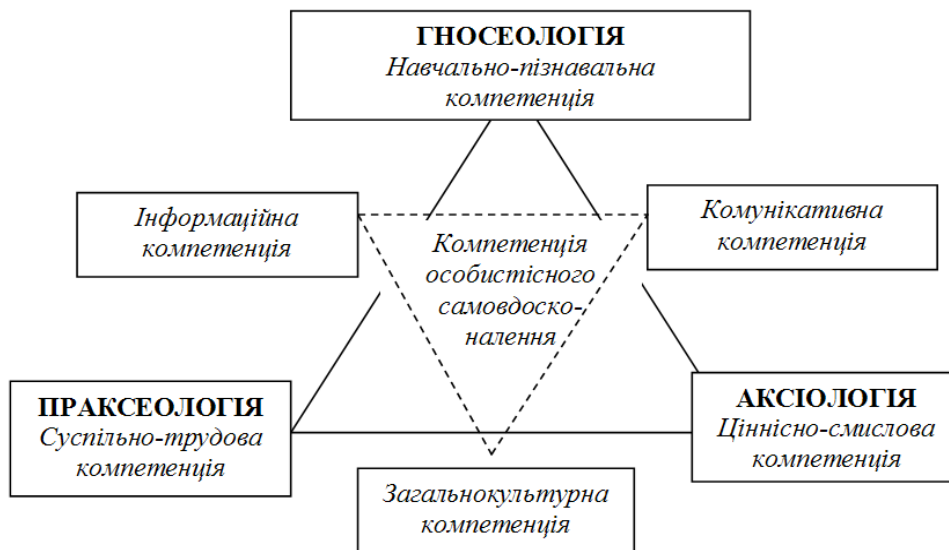 ГНОСЕОЛОГІЯ
Навчально-пізнавальна
компетенція
Інформаційна
компетенція
Комунікативна
компетенція
Компетенція
особистісного
самовдоско-
налення
ПРАКСЕОЛОГІЯ
Суспільно-трудова
компетенція
АКСІОЛОГІЯ
Ціннісно-смислова
компетенція
Загальнокультурна
компетенція